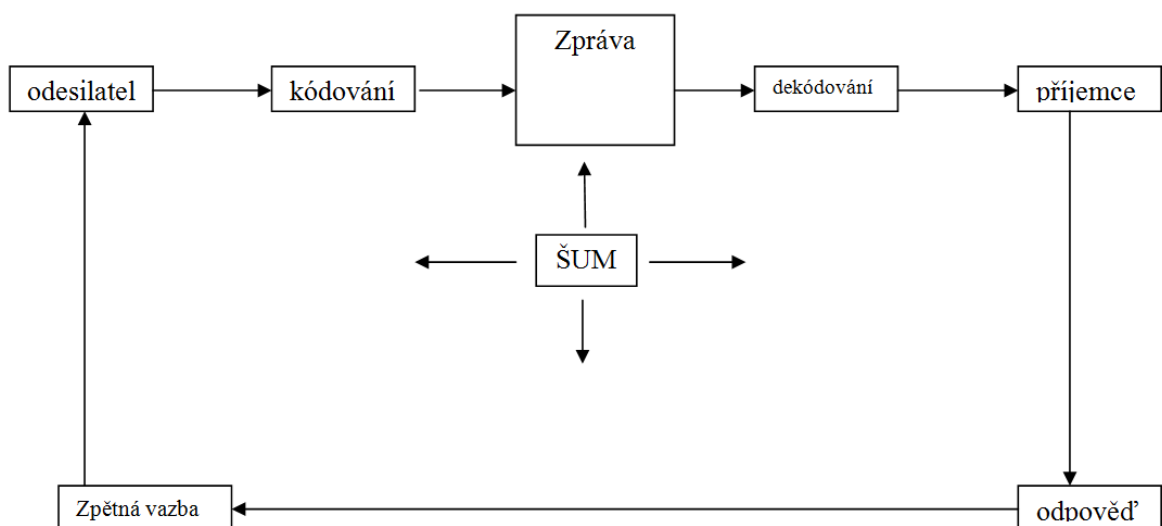 Zpráva
odesilatel
kódování
dekódování
příjemce
ŠUM
Zpětná vazba
odpověď